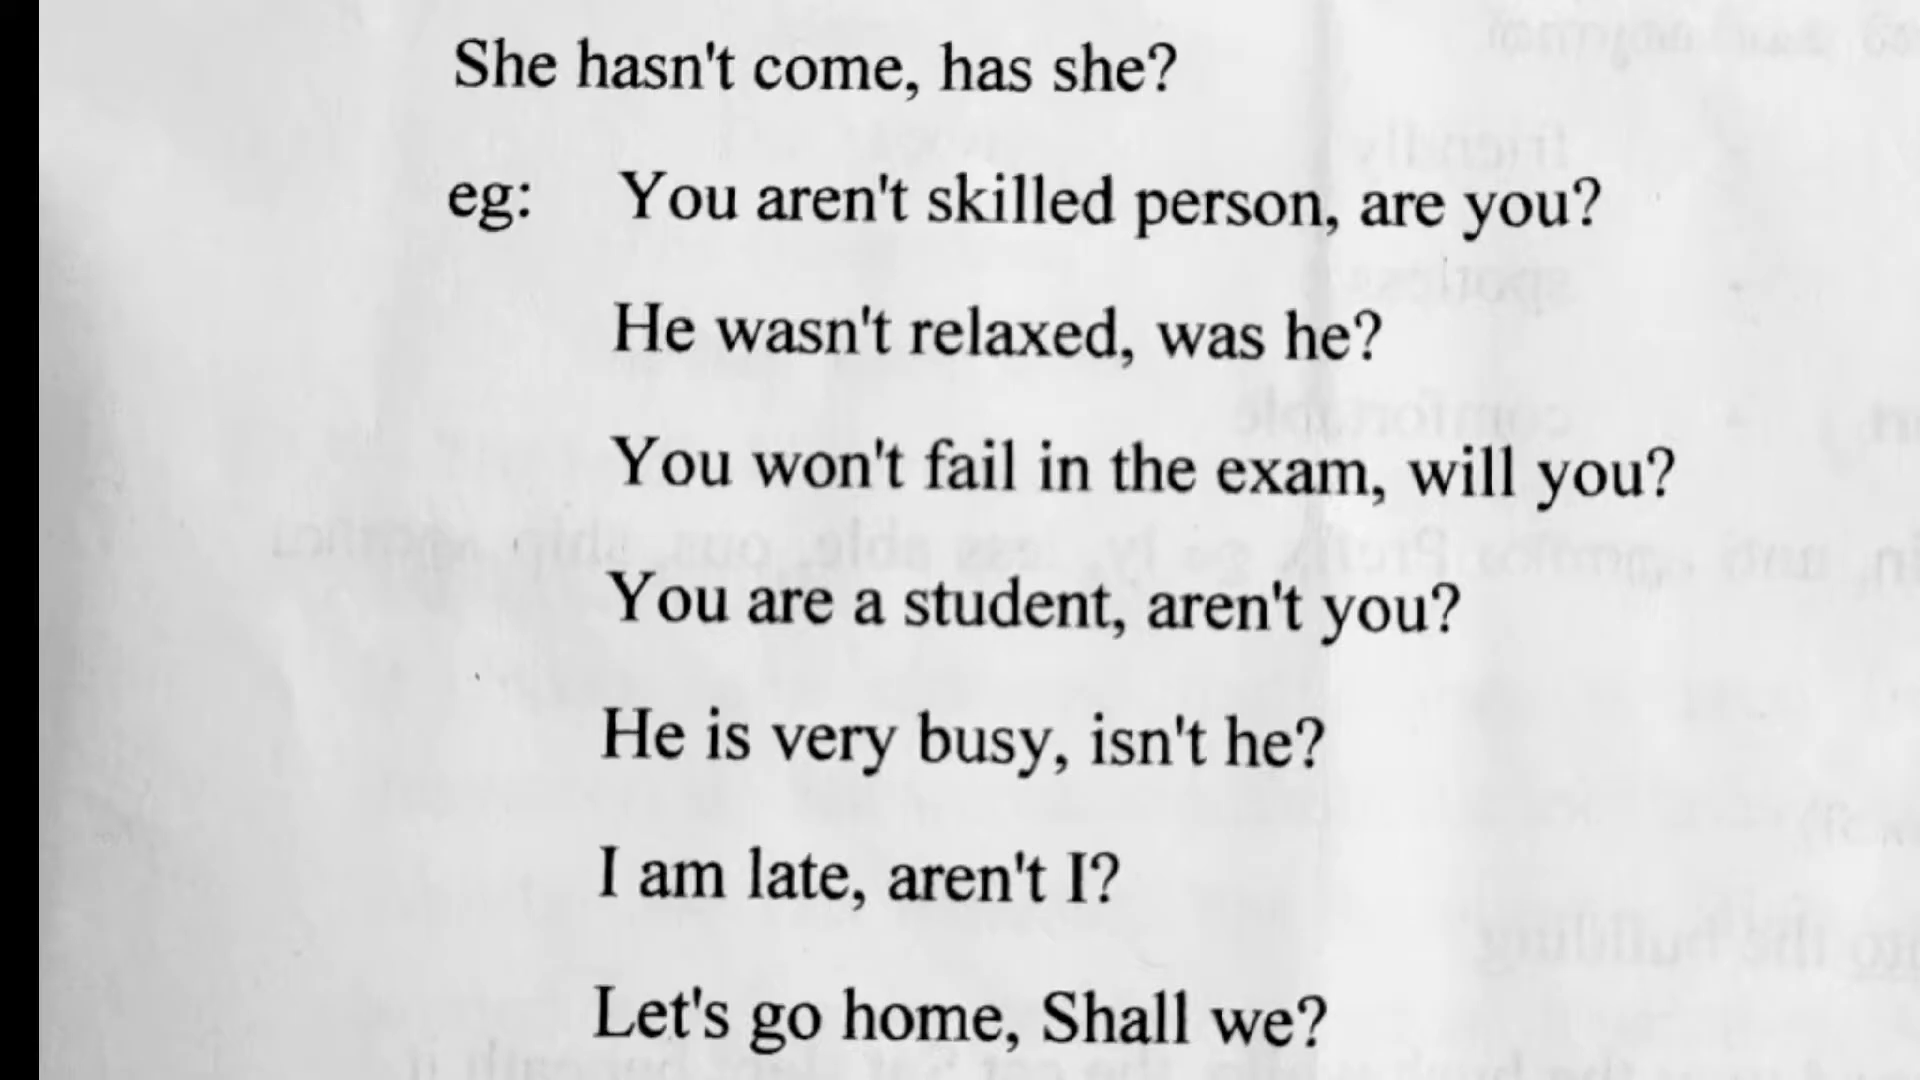 She hasn't come, has she?
eg: You aren't skilled person, are you?
He wasn't relaxed, was he?
You won't fail in the exam, will you?
You are a student, aren't you?
He is very busy, isn't he?
I am late, aren't I?
Let's go home, Shall we?